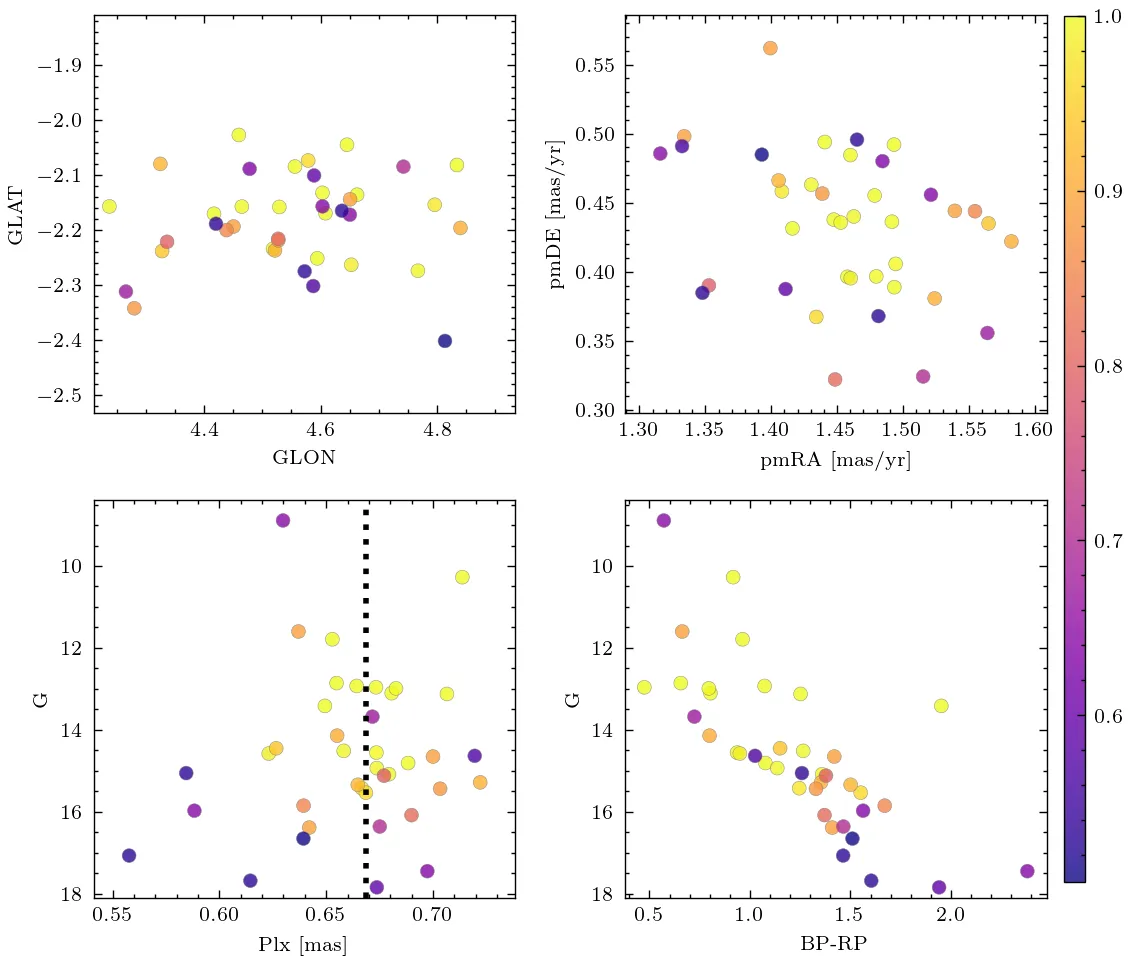 −1.9
−2.0
−2.1
−2.2
−2.3
−2.4
−2.5
GLAT
4.4 4.6 4.8
GLON
0.55
0.50
0.45
0.40
0.35
0.30
pmDE [mas/yr]
1.30 1.35 1.40 1.45 1.50 1.55 1.60
pmRA [mas/yr]
10
12
14
16
18
G
0.55 0.60 0.65 0.70
Plx [mas]
10
12
14
16
18
G
0.5 1.0 1.5 2.0
BP-RP
1.0
0.9
0.8
0.7
0.6